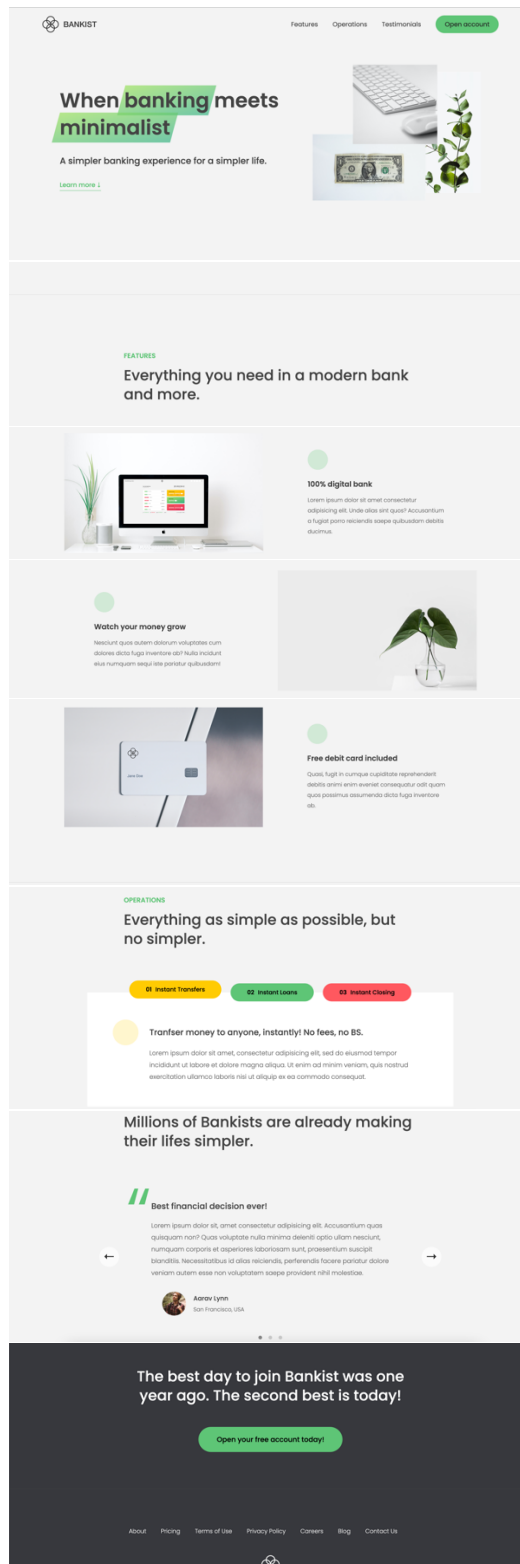 BANKIST
Features Operations Testimonials Open account
When banking meets
minimalist
A simpler banking experience for a simpler life.
Learn more ↓
FEATURES
Everything you need in a modern bank
and more.
100% digital bank
Lorem ipsum dolor sit amet consectetur
adipisicing elit. Unde alias sint quos? Accusantium
a fugiat porro reiciendis saepe quibusdam debitis
ducimus.
Watch your money grow
Nesciunt quos autem dolorum voluptates cum
dolores dicta fuga inventore ab? Nulla incidunt
eius numquam sequi iste pariatur quibusdam!
Jane Doe
Free debit card included
Quasi, fugit in cumque cupiditate reprehenderit
debitis animi enim eveniet consequatur odit quam
quos possimus assumenda dicta fuga inventore
ab.
OPERATIONS
Everything as simple as possible, but
no simpler.
01 Instant Transfers
02 Instant Loans
03 Instant Closing
Tranfser money to anyone, instantly! No fees, no BS.
Lorem ipsum dolor sit amet, consectetur adipisicing elit, sed do eiusmod tempor
incididunt ut labore et dolore magna aliqua. Ut enim ad minim veniam, quis nostrud
exercitation ullamco laboris nisi ut aliquip ex ea commodo consequat.
Millions of Bankists are already making
their lifes simpler.
Best financial decision ever!
Lorem ipsum dolor sit, amet consectetur adipisicing elit. Accusantium quas
quisquam non? Quas voluptate nulla minima deleniti optio ullam nesciunt,
numquam corporis et asperiores laboriosam sunt, praesentium suscipit
blanditiis. Necessitatibus id alias reiciendis, perferendis facere pariatur dolore
veniam autem esse non voluptatem saepe provident nihil molestiae.
← →
Aarav Lynn
San Francisco, USA
The best day to join Bankist was one
year ago. The second best is today!
Open your free account today!
About Pricing Terms of Use Privacy Policy Careers Blog Contact Us